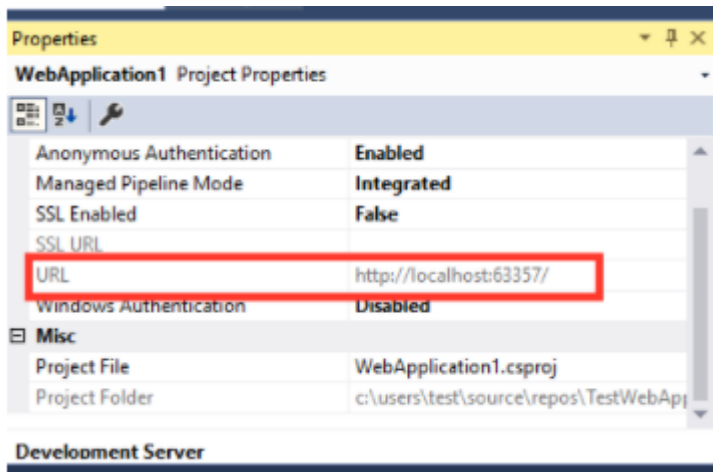 Properties
WebApplication1 Project Properties
Anonymous Authentication Enabled
Managed Pipeline Mode Integrated
SSL Enabled False
SSL URL
URL http://localhost:63357/
Windows Authentication Disabled
Misc
Project File WebApplication1.csproj
Project Folder c:\users\test\source\repos\TestWebApp
Development Server